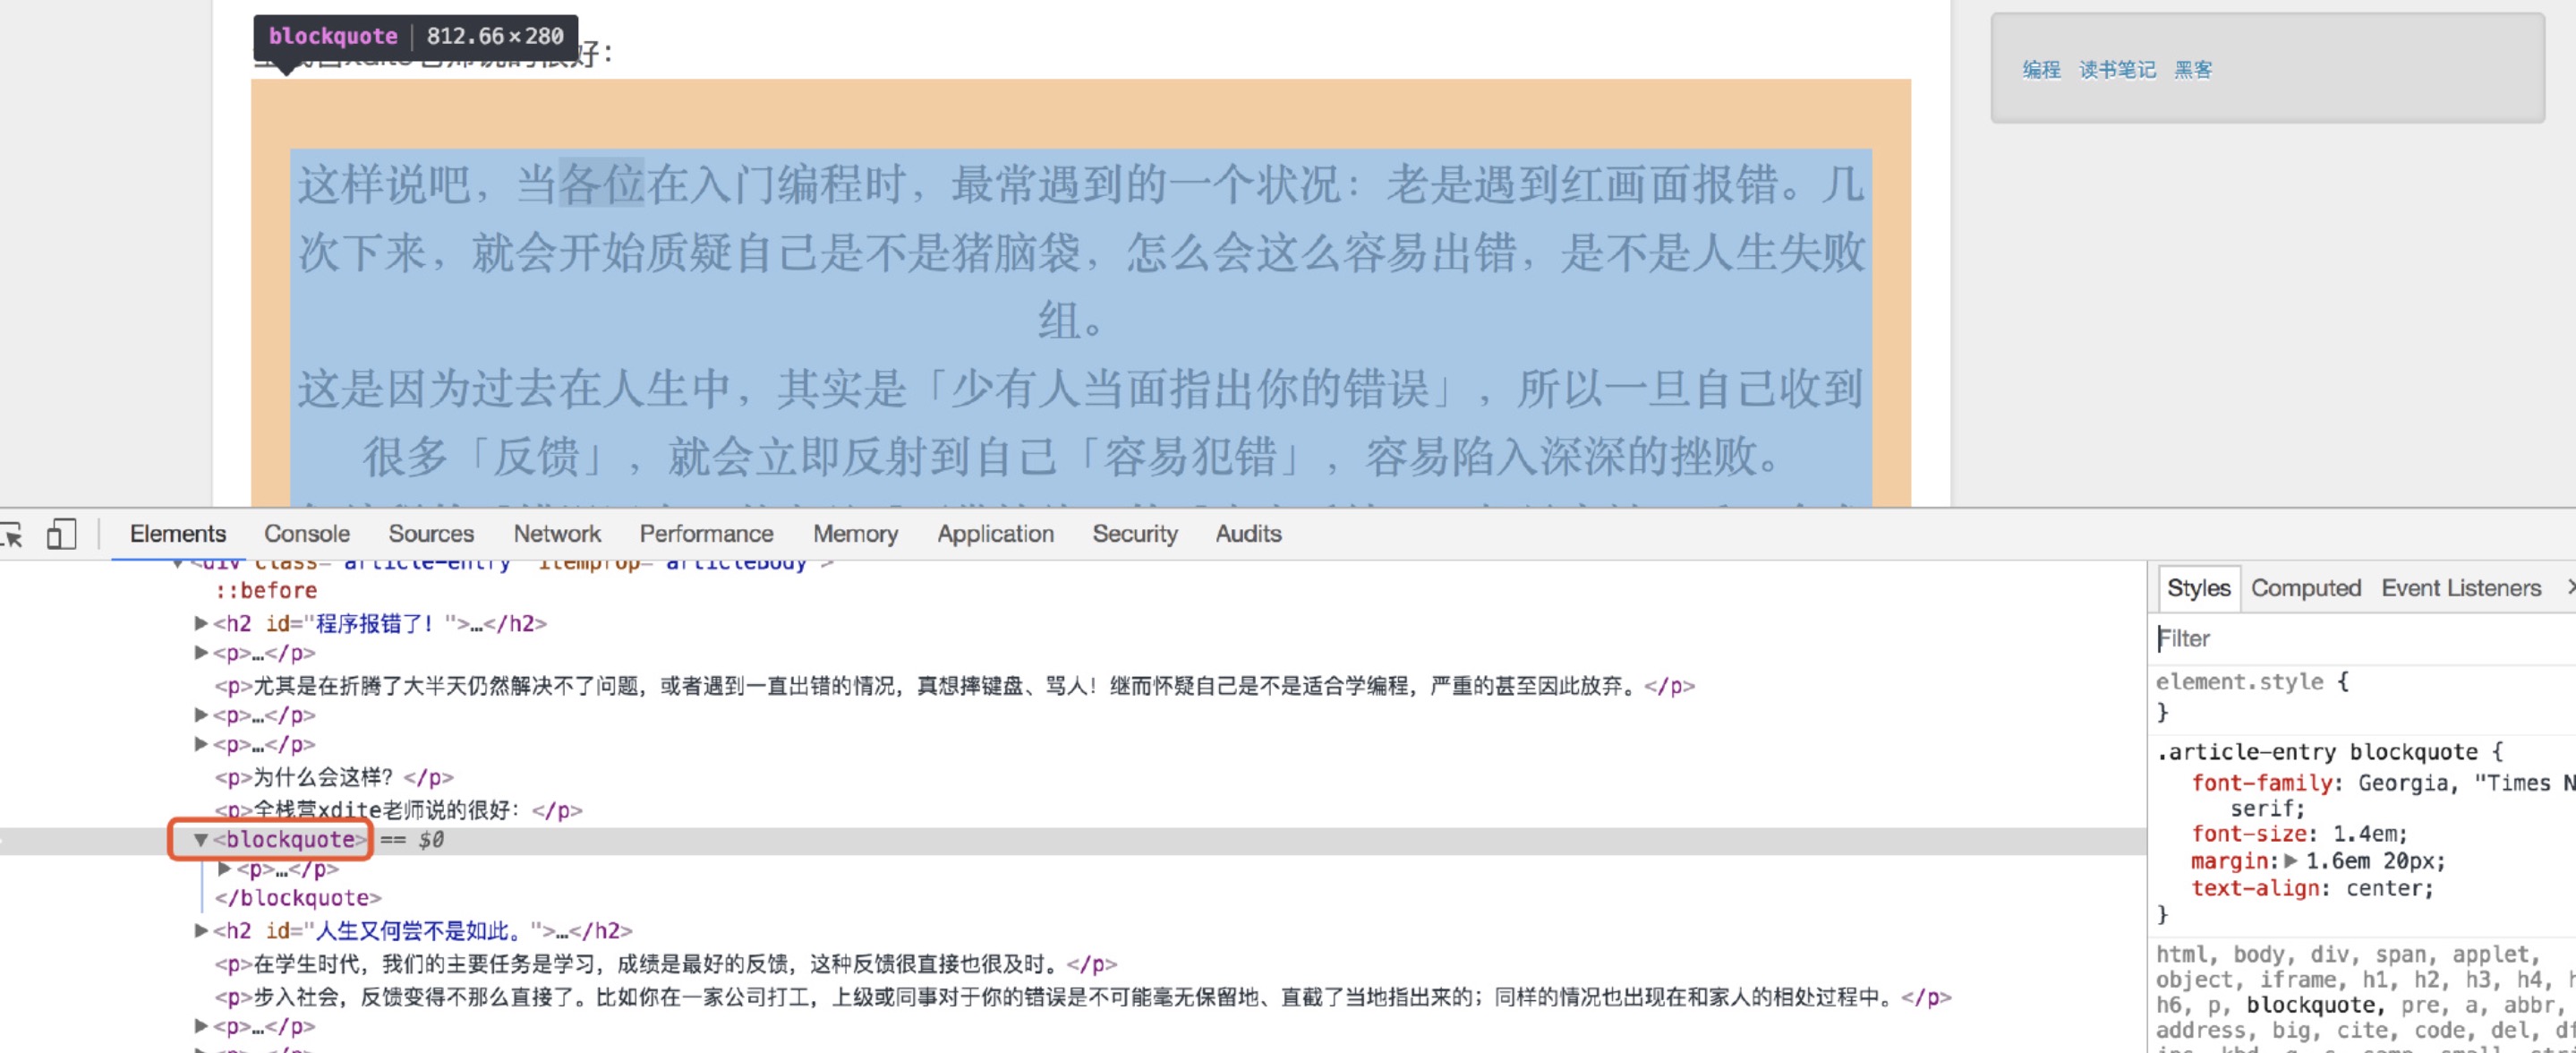 blockquote 812.66×280
好：
编程 读书笔记 黑客
这样说吧，当各位在入门编程时，最常遇到的一个状况：老是遇到红画面报错。几
次下来，就会开始质疑自己是不是猪脑袋，怎么会这么容易出错，是不是人生失败
组。
这是因为过去在人生中，其实是「少有人当面指出你的错误」，所以一旦自己收到
很多「反馈」，就会立即反射到自己「容易犯错」，容易陷入深深的挫败。
Elements Console Sources Network Performance Memory Application Security Audits
<div class="article-entry" itemprop="articleBody">
::before
<h2 id="程序报错了！">…</h2>
<p>…</p>
<p>尤其是在折腾了大半天仍然解决不了问题，或者遇到一直出错的情况，真想摔键盘、骂人！继而怀疑自己是不是适合学编程，严重的甚至因此放弃。</p>
<p>…</p>
<p>…</p>
<p>为什么会这样？</p>
<p>全栈营xdite老师说的很好：</p>
<blockquote> == $0
<p>…</p>
</blockquote>
<h2 id="人生又何尝不是如此。">…</h2>
<p>在学生时代，我们的主要任务是学习，成绩是最好的反馈，这种反馈很直接也很及时。</p>
<p>步入社会，反馈变得不那么直接了。比如你在一家公司打工，上级或同事对于你的错误是不可能毫无保留地、直截了当地指出来的；同样的情况也出现在和家人的相处过程中。</p>
<p>…</p>
Styles Computed Event Listeners
Filter
element.style {
}
.article-entry blockquote {
font-family: Georgia, "Times N
serif;
font-size: 1.4em;
margin: 1.6em 20px;
text-align: center;
}
html, body, div, span, applet,
object, iframe, h1, h2, h3, h4,
h6, p, blockquote, pre, a, abbr,
address, big, cite, code, del,